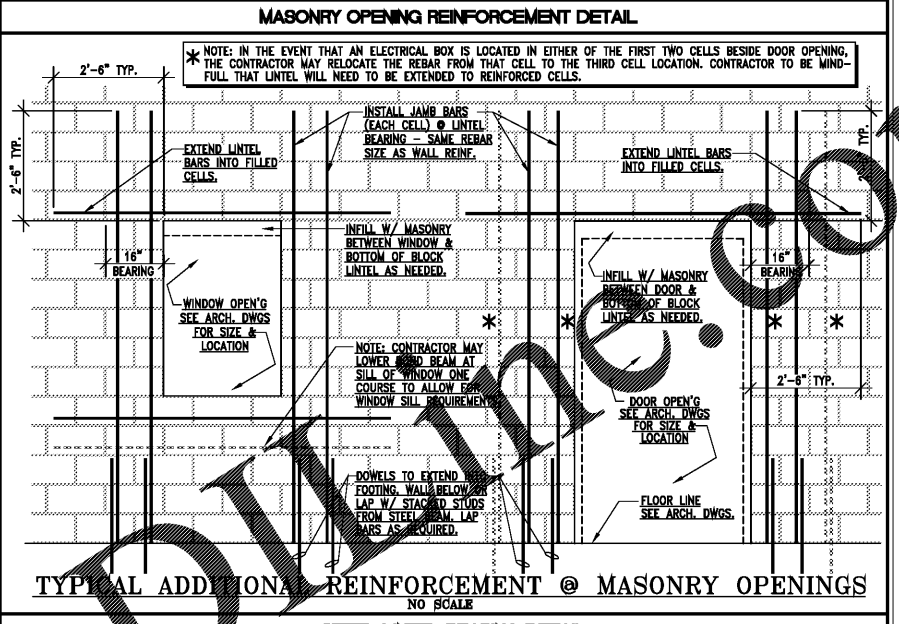 MASONRY OPENING REINFORCEMENT DETAIL
* NOTE: IN THE EVENT THAT AN ELECTRICAL BOX IS LOCATED IN EITHER OF THE FIRST TWO CELLS BESIDE DOOR OPENING,
THE CONTRACTOR MAY RELOCATE THE REBAR FROM THAT CELL TO THE THIRD CELL LOCATION. CONTRACTOR TO BE MIND-
FULL THAT LINTEL WILL NEED TO BE EXTENDED TO REINFORCED CELLS.
2'-6" TYP.
2'-6" TYP.
EXTEND LINTEL
BARS INTO FILLED
CELLS.
INSTALL JAMB BARS
(EACH CELL) @ LINTEL
BEARING - SAME REBAR
SIZE AS WALL REINF.
EXTEND LINTEL BARS
INTO FILLED CELLS.
TYP.
16"
BEARING
INFILL W/ MASONRY
BETWEEN WINDOW &
BOTTOM OF BLOCK
LINTEL AS NEEDED.
16"
BEARING
INFILL W/ MASONRY
BETWEEN DOOR &
BOTTOM OF BLOCK
LINTEL AS NEEDED.
WINDOW OPEN'G
SEE ARCH. DWGS
FOR SIZE &
LOCATION
* * * *
NOTE: CONTRACTOR MAY
LOWER BOND BEAM AT
SILL OF WINDOW ONE
COURSE TO ALLOW FOR
WINDOW SILL REQUIREMENTS.
2'-6" TYP.
DOOR OPEN'G
SEE ARCH. DWGS
FOR SIZE &
LOCATION
DOWELS TO EXTEND INTO
FOOTING, WALL BELOW OR
LAP W/ STACKED STUDS
FROM STEEL BEAM. LAP
BARS AS REQUIRED.
FLOOR LINE
SEE ARCH. DWGS.
TYPICAL ADDITIONAL REINFORCEMENT @ MASONRY OPENINGS
NO SCALE
DILine.co